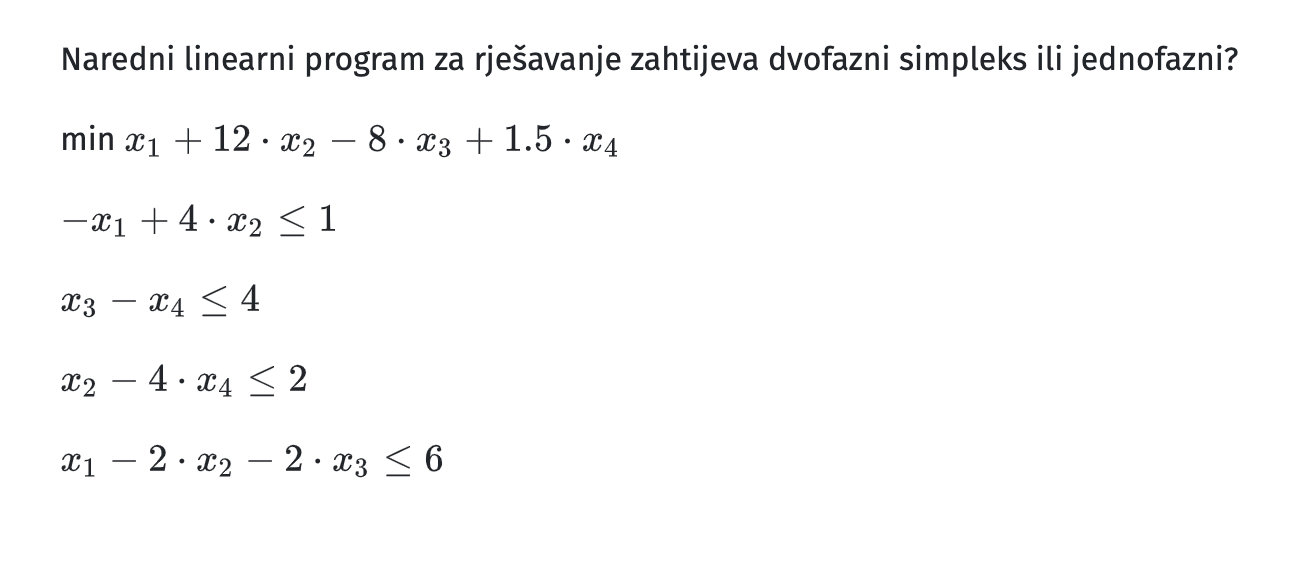 Naredni linearni program za rješavanje zahtijeva dvofazni simpleks ili jednofazni?
min x₁ + 12 · x₂ − 8 · x₃ + 1.5 · x₄
−x₁ + 4 · x₂ ≤ 1
x₃ − x₄ ≤ 4
x₂ − 4 · x₄ ≤ 2
x₁ − 2 · x₂ − 2 · x₃ ≤ 6